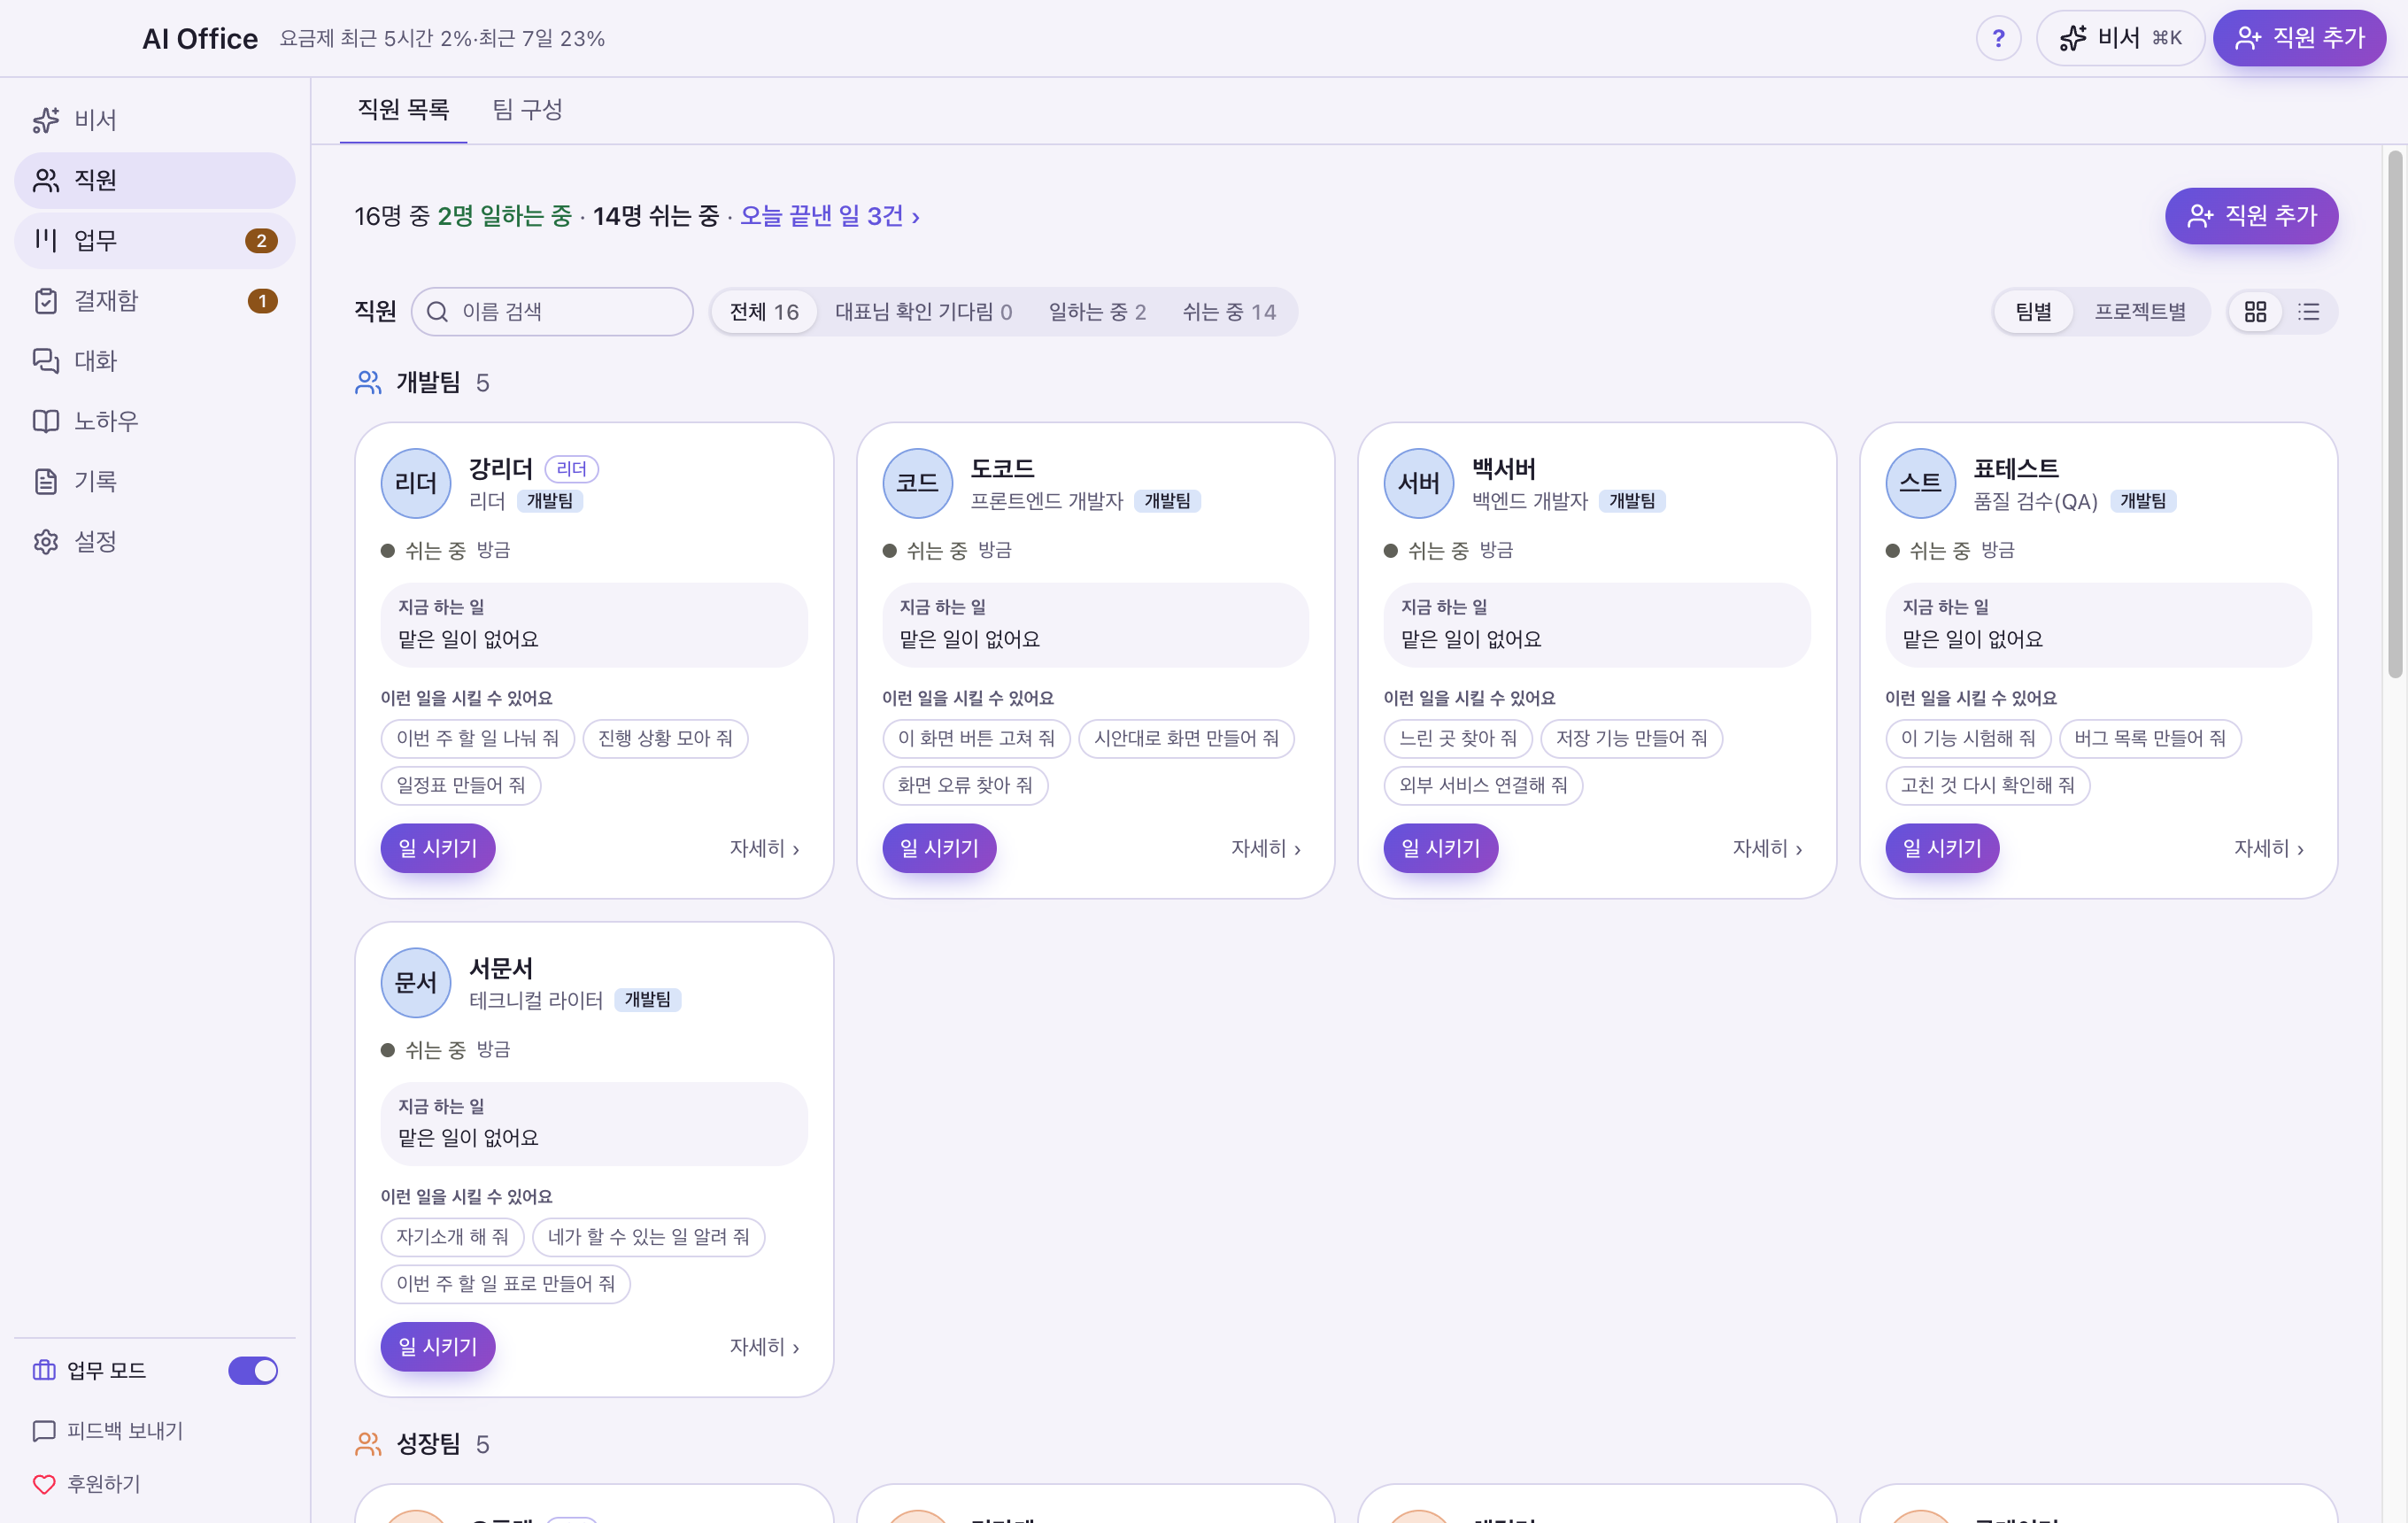 AI Office 요금제 최근 5시간 2%·최근 7일 23%
? 비서 ⌘K 직원 추가
비서
직원
업무 2
결재함 1
대화
노하우
기록
설정
업무 모드
피드백 보내기
후원하기
직원 목록 팀 구성
16명 중 2명 일하는 중 · 14명 쉬는 중 · 오늘 끝낸 일 3건 ›
직원 추가
직원 이름 검색 전체 16 대표님 확인 기다림 0 일하는 중 2 쉬는 중 14 팀별 프로젝트별
개발팀 5
리더 강리더 리더
리더 개발팀
쉬는 중 방금
지금 하는 일
맡은 일이 없어요
이런 일을 시킬 수 있어요
이번 주 할 일 나눠 줘 진행 상황 모아 줘
일정표 만들어 줘
일 시키기 자세히 ›
코드 도코드
프론트엔드 개발자 개발팀
쉬는 중 방금
지금 하는 일
맡은 일이 없어요
이런 일을 시킬 수 있어요
이 화면 버튼 고쳐 줘 시안대로 화면 만들어 줘
화면 오류 찾아 줘
일 시키기 자세히 ›
서버 백서버
백엔드 개발자 개발팀
쉬는 중 방금
지금 하는 일
맡은 일이 없어요
이런 일을 시킬 수 있어요
느린 곳 찾아 줘 저장 기능 만들어 줘
외부 서비스 연결해 줘
일 시키기 자세히 ›
스트 표테스트
품질 검수(QA) 개발팀
쉬는 중 방금
지금 하는 일
맡은 일이 없어요
이런 일을 시킬 수 있어요
이 기능 시험해 줘 버그 목록 만들어 줘
고친 것 다시 확인해 줘
일 시키기 자세히 ›
문서 서문서
테크니컬 라이터 개발팀
쉬는 중 방금
지금 하는 일
맡은 일이 없어요
이런 일을 시킬 수 있어요
자기소개 해 줘 네가 할 수 있는 일 알려 줘
이번 주 할 일 표로 만들어 줘
일 시키기 자세히 ›
성장팀 5